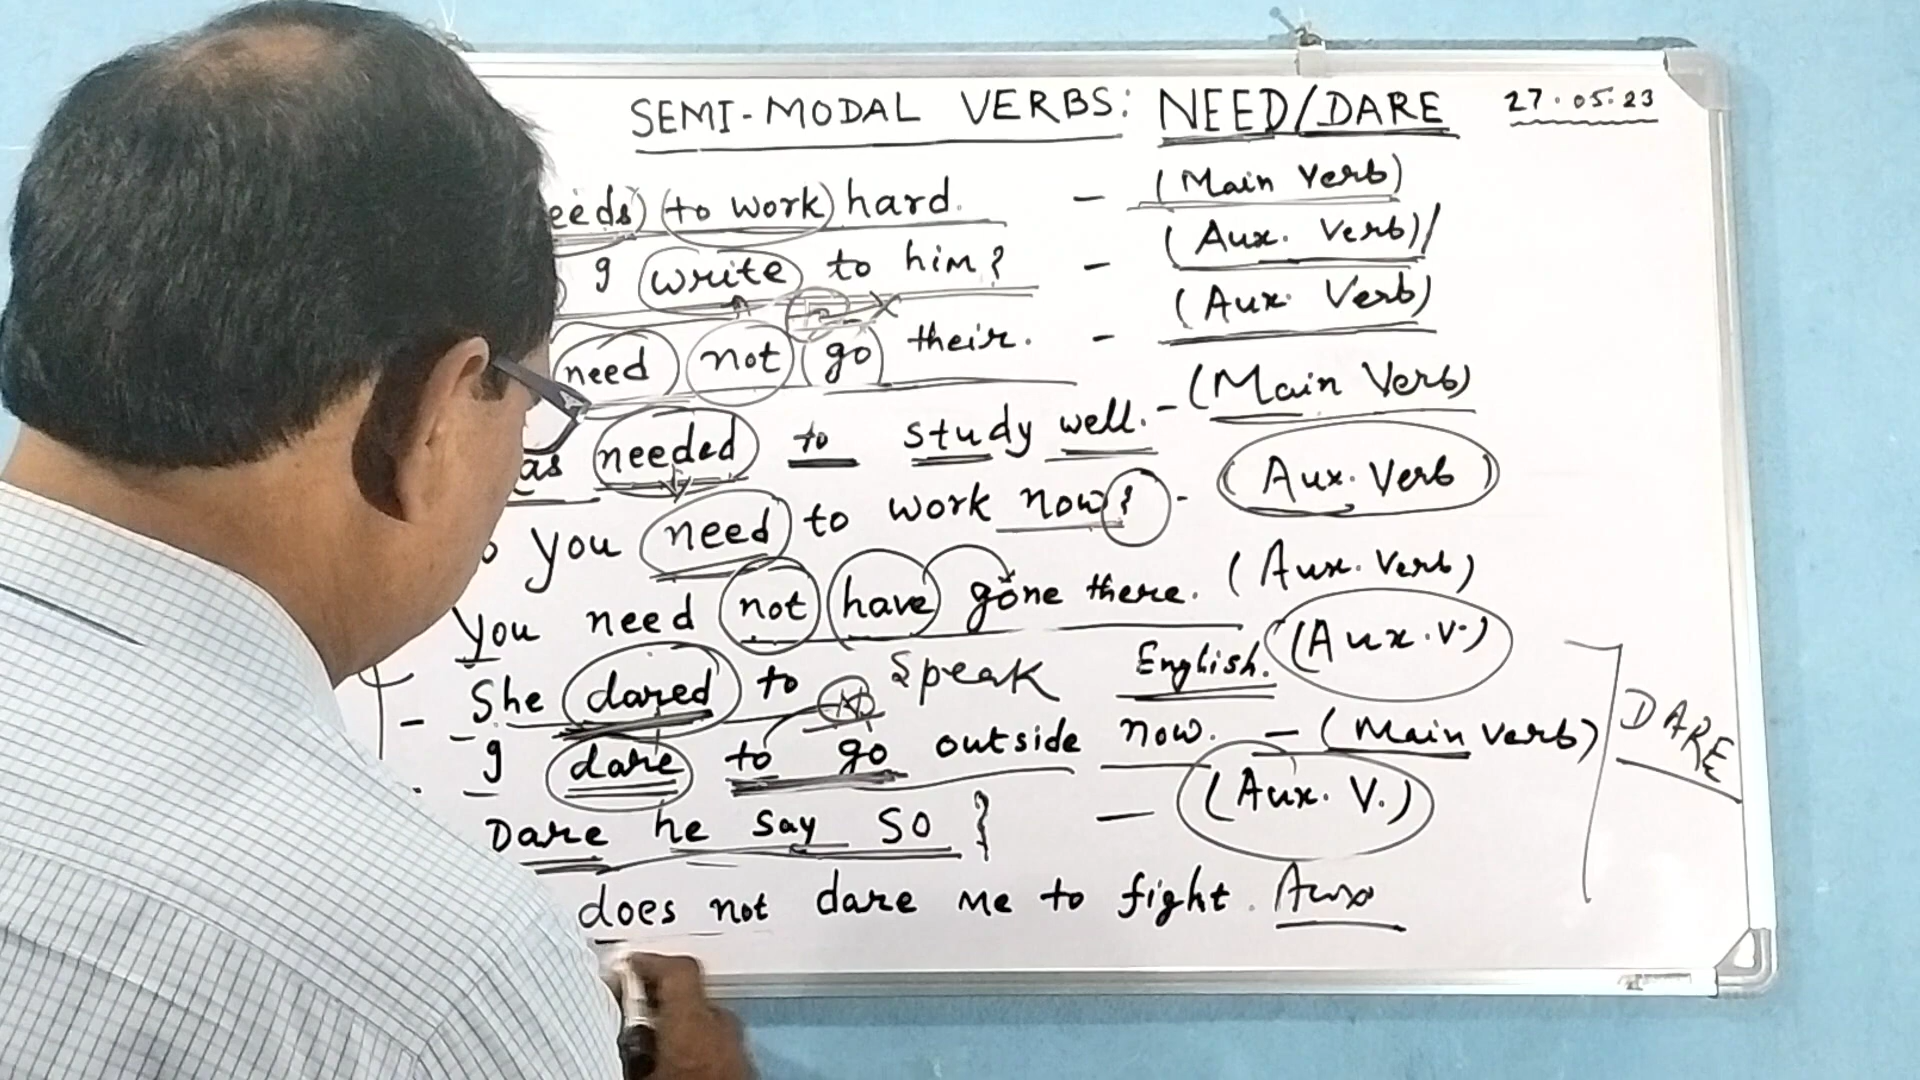 SEMI-MODAL VERBS: NEED/DARE 27.05.23
eeds) (to work) hard. - (Main Verb)
I write to him? - (Aux. Verb)/
need not go their. - (Aux Verb)
as needed to study well. - (Main Verb)
o you need to work now? - (Aux. Verb)
You need not have gone there. (Aux. Verb)
- She dared to speak English. (Aux. V.)
- I dare to go outside now. - (Main verb)
DARE
Dare he say so? - (Aux. V.)
does not dare me to fight. Aux